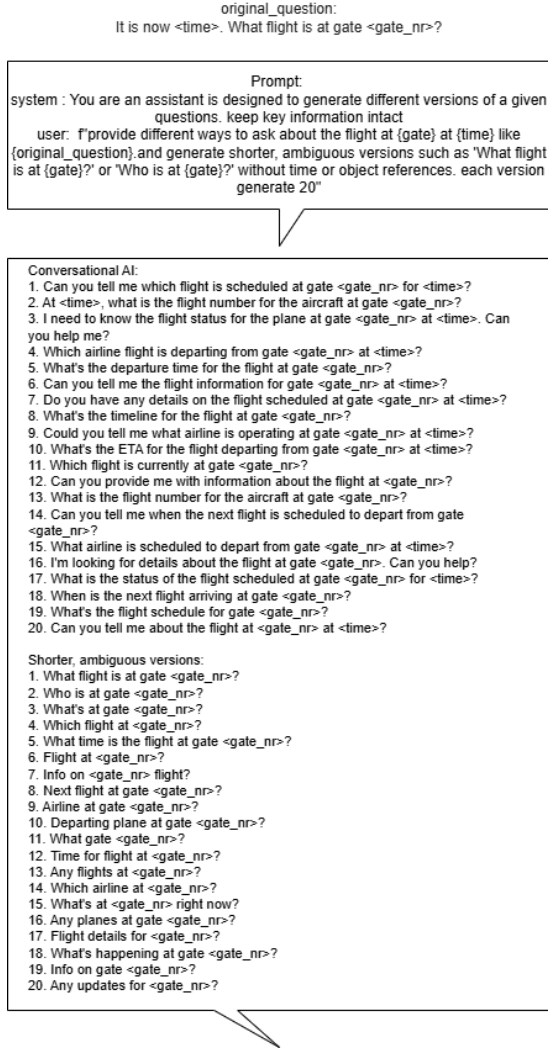 original_question:
It is now <time>. What flight is at gate <gate_nr>?
Prompt:
system : You are an assistant is designed to generate different versions of a given
questions. keep key information intact
user:  f"provide different ways to ask about the flight at {gate} at {time} like
{original_question}.and generate shorter, ambiguous versions such as 'What flight
is at {gate}?' or 'Who is at {gate}?' without time or object references. each version
generate 20"
Conversational AI:
1. Can you tell me which flight is scheduled at gate <gate_nr> for <time>?
2. At <time>, what is the flight number for the aircraft at gate <gate_nr>?
3. I need to know the flight status for the plane at gate <gate_nr> at <time>. Can
you help me?
4. Which airline flight is departing from gate <gate_nr> at <time>?
5. What's the departure time for the flight at gate <gate_nr>?
6. Can you tell me the flight information for gate <gate_nr> at <time>?
7. Do you have any details on the flight scheduled at gate <gate_nr> at <time>?
8. What's the timeline for the flight at gate <gate_nr>?
9. Could you tell me what airline is operating at gate <gate_nr> at <time>?
10. What's the ETA for the flight departing from gate <gate_nr> at <time>?
11. Which flight is currently at gate <gate_nr>?
12. Can you provide me with information about the flight at gate <gate_nr>?
13. What is the flight number for the aircraft at gate <gate_nr>?
14. Can you tell me when the next flight is scheduled to depart from gate
<gate_nr>?
15. What airline is scheduled to depart from gate <gate_nr> at <time>?
16. I'm looking for details about the flight at gate <gate_nr>. Can you help?
17. What is the status of the flight scheduled at gate <gate_nr> for <time>?
18. When is the next flight arriving at gate <gate_nr>?
19. What's the flight schedule for gate <gate_nr>?
20. Can you tell me about the flight at <gate_nr> at <time>?
Shorter, ambiguous versions:
1. What flight is at gate <gate_nr>?
2. Who is at gate <gate_nr>?
3. What's at gate <gate_nr>?
4. Which flight at <gate_nr>?
5. What time is the flight at gate <gate_nr>?
6. Flight at <gate_nr>?
7. Info on <gate_nr> flight?
8. Next flight at gate <gate_nr>?
9. Airline at gate <gate_nr>?
10. Departing plane at gate <gate_nr>?
11. What gate <gate_nr>?
12. Time for flight at <gate_nr>?
13. Any flights at <gate_nr>?
14. Which airline at <gate_nr>?
15. What's at <gate_nr> right now?
16. Any planes at gate <gate_nr>?
17. Flight details for <gate_nr>?
18. What's happening at gate <gate_nr>?
19. Info on gate <gate_nr>?
20. Any updates for <gate_nr>?